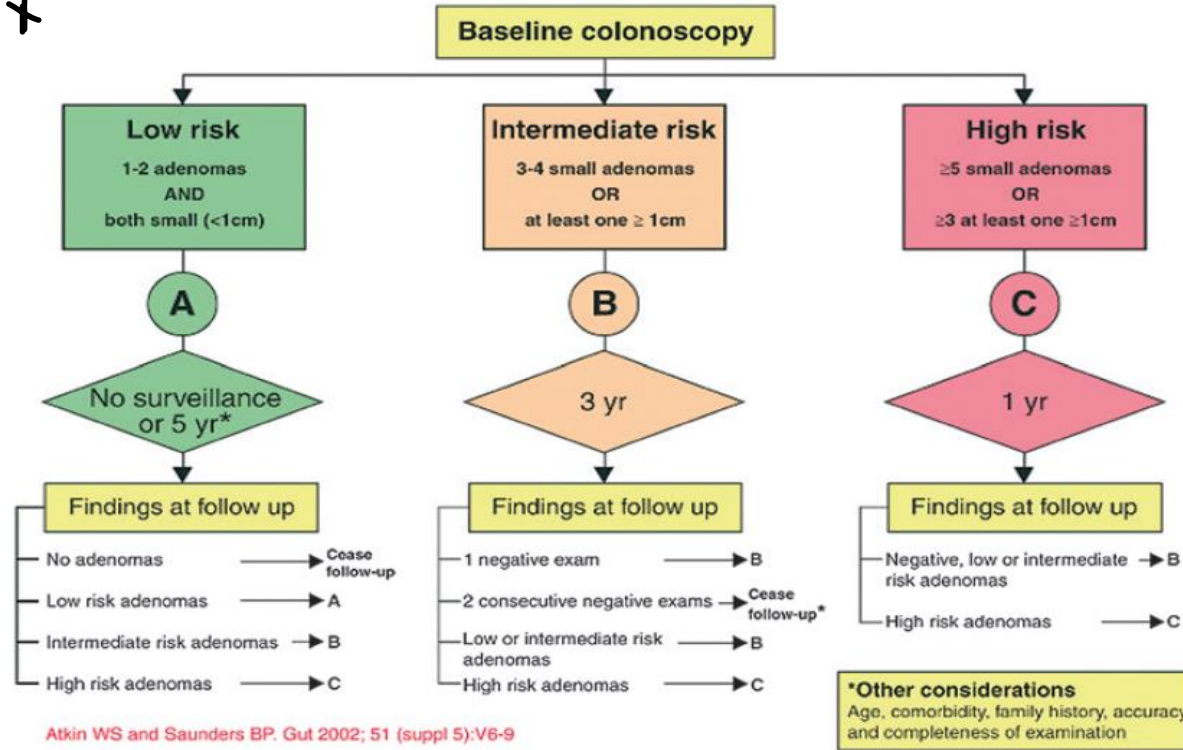 Baseline colonoscopy
Low risk
1-2 adenomas
AND
both small (<1cm)
A
No surveillance
or 5 yr*
Findings at follow up
No adenomas
Cease
follow-up
Low risk adenomas
A
Intermediate risk adenomas
B
High risk adenomas
C
Intermediate risk
3-4 small adenomas
OR
at least one ≥ 1cm
B
3 yr
Findings at follow up
1 negative exam
B
2 consecutive negative exams
Cease
follow-up*
Low or intermediate risk
adenomas
B
High risk adenomas
C
High risk
≥5 small adenomas
OR
≥3 at least one ≥1cm
C
1 yr
Findings at follow up
Negative, low or intermediate
risk adenomas
B
High risk adenomas
C
*Other considerations
Age, comorbidity, family history, accuracy
and completeness of examination
Atkin WS and Saunders BP. Gut 2002; 51 (suppl 5):V6-9